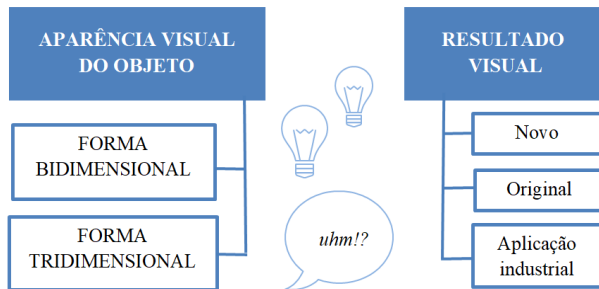 APARÊNCIA VISUAL
DO OBJETO
FORMA
BIDIMENSIONAL
FORMA
TRIDIMENSIONAL
uhm!?
RESULTADO
VISUAL
Novo
Original
Aplicação
industrial